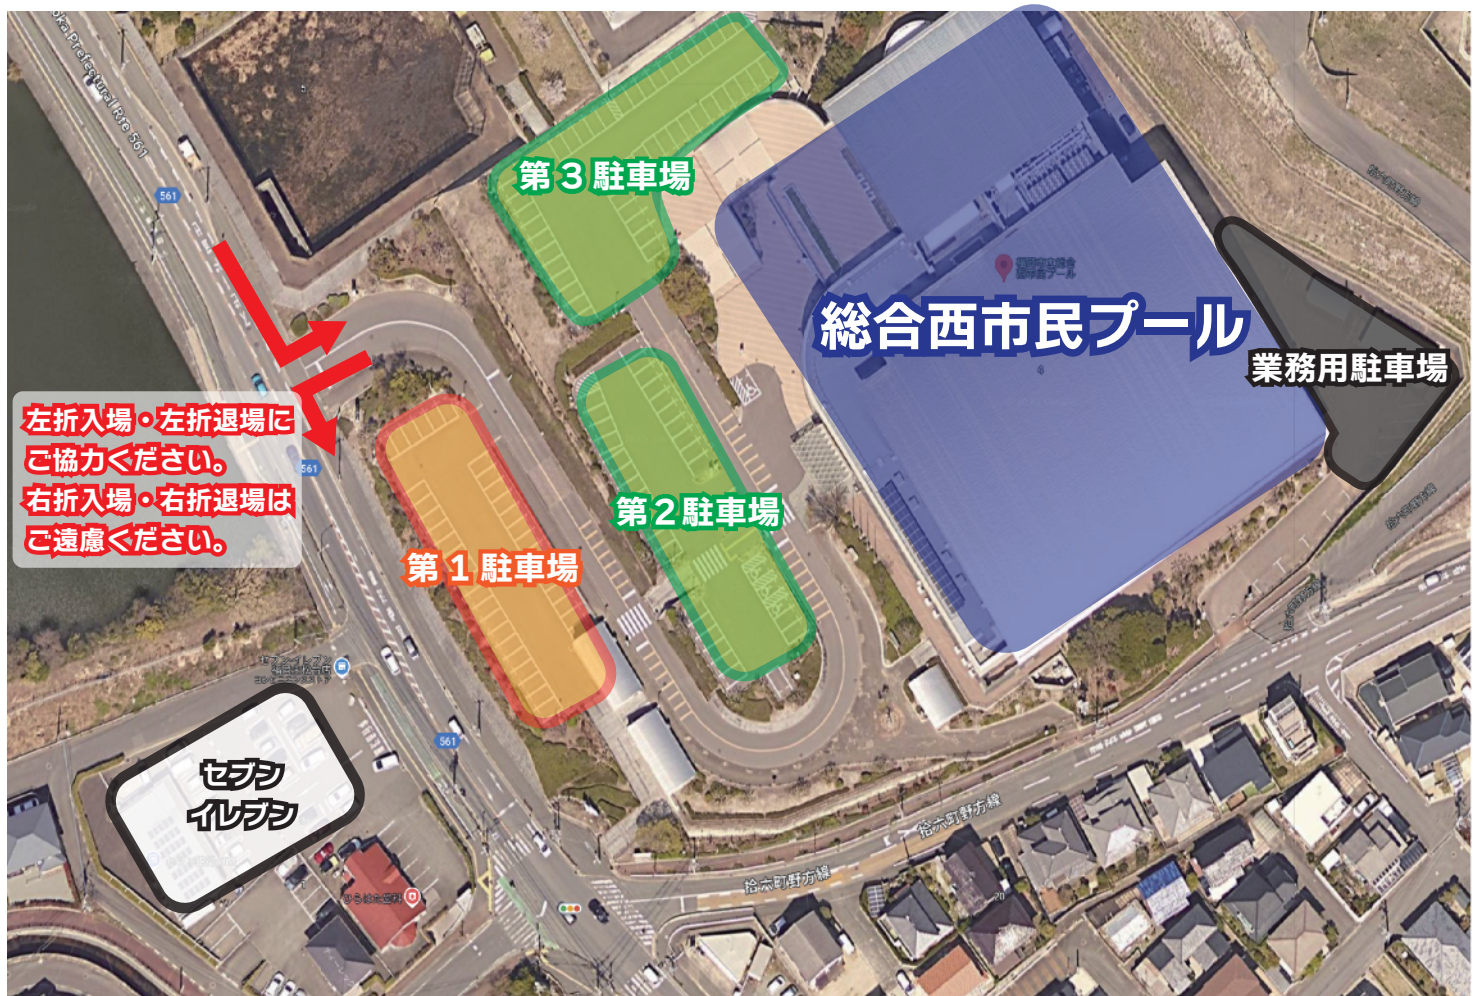 oka Prefectural Rte 561
561
第3駐車場
総合西市民プール
業務用駐車場
左折入場・左折退場に
ご協力ください。
右折入場・右折退場は
ご遠慮ください。
561
第2駐車場
第1駐車場
561
セブン
イレブン
拾六町野方線
拾六町野方線